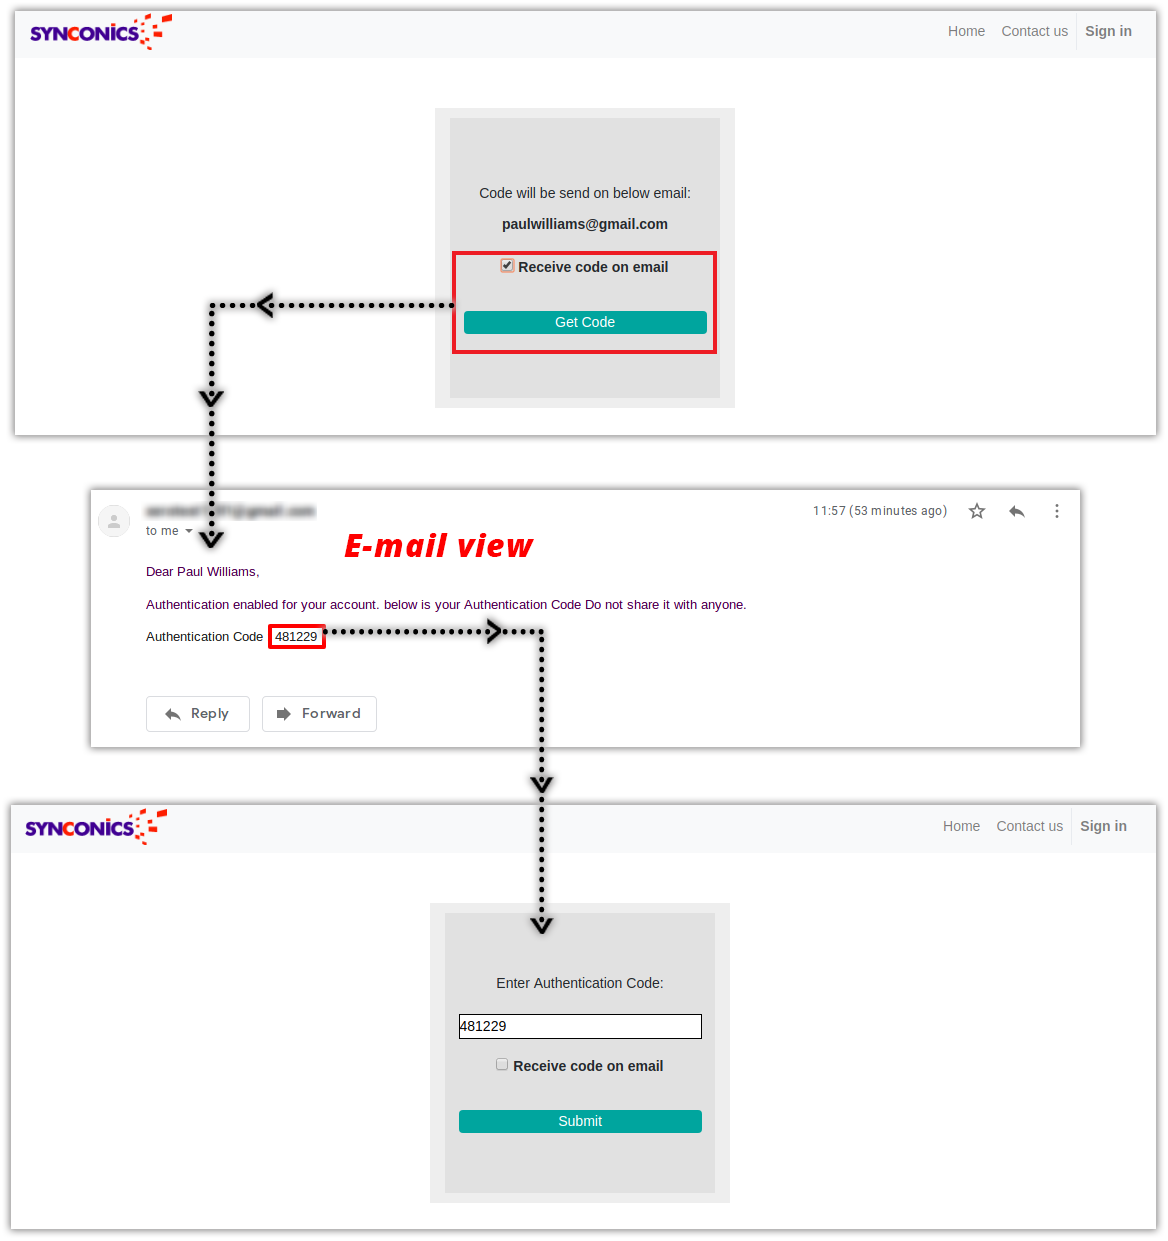 SYNCONICS
Home Contact us Sign in
Code will be send on below email:
paulwilliams@gmail.com
Receive code on email
Get Code
11:57 (53 minutes ago)
to me
E-mail view
Dear Paul Williams,
Authentication enabled for your account. below is your Authentication Code Do not share it with anyone.
Authentication Code 481229
Reply Forward
SYNCONICS
Home Contact us Sign in
Enter Authentication Code:
481229
Receive code on email
Submit